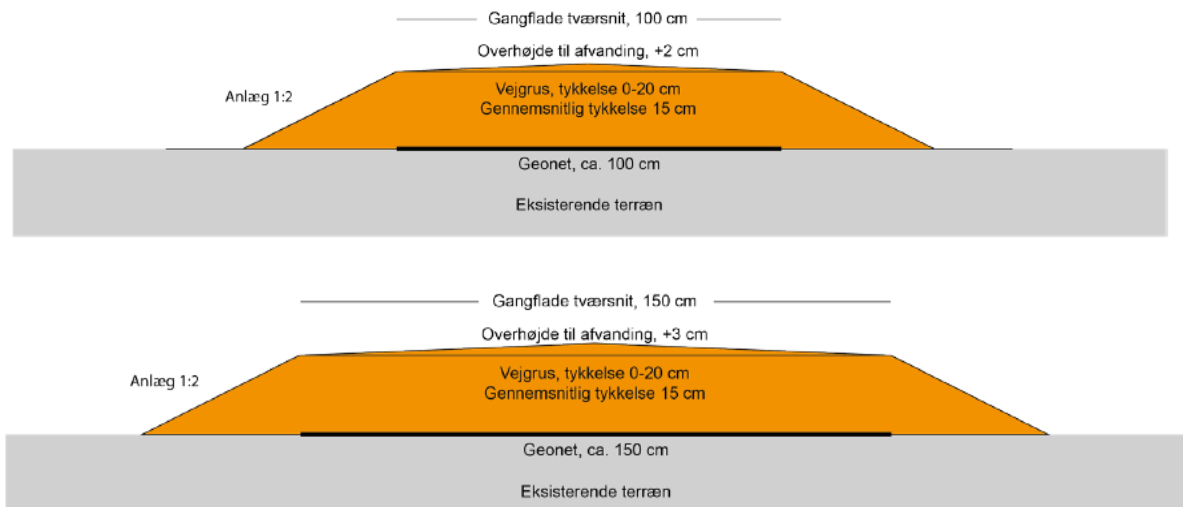 Gangflade tværsnit, 100 cm
Overhøjde til afvanding, +2 cm
Anlæg 1:2
Vejgrus, tykkelse 0-20 cm
Gennemsnitlig tykkelse 15 cm
Geonet, ca. 100 cm
Eksisterende terræn
Gangflade tværsnit, 150 cm
Overhøjde til afvanding, +3 cm
Anlæg 1:2
Vejgrus, tykkelse 0-20 cm
Gennemsnitlig tykkelse 15 cm
Geonet, ca. 150 cm
Eksisterende terræn